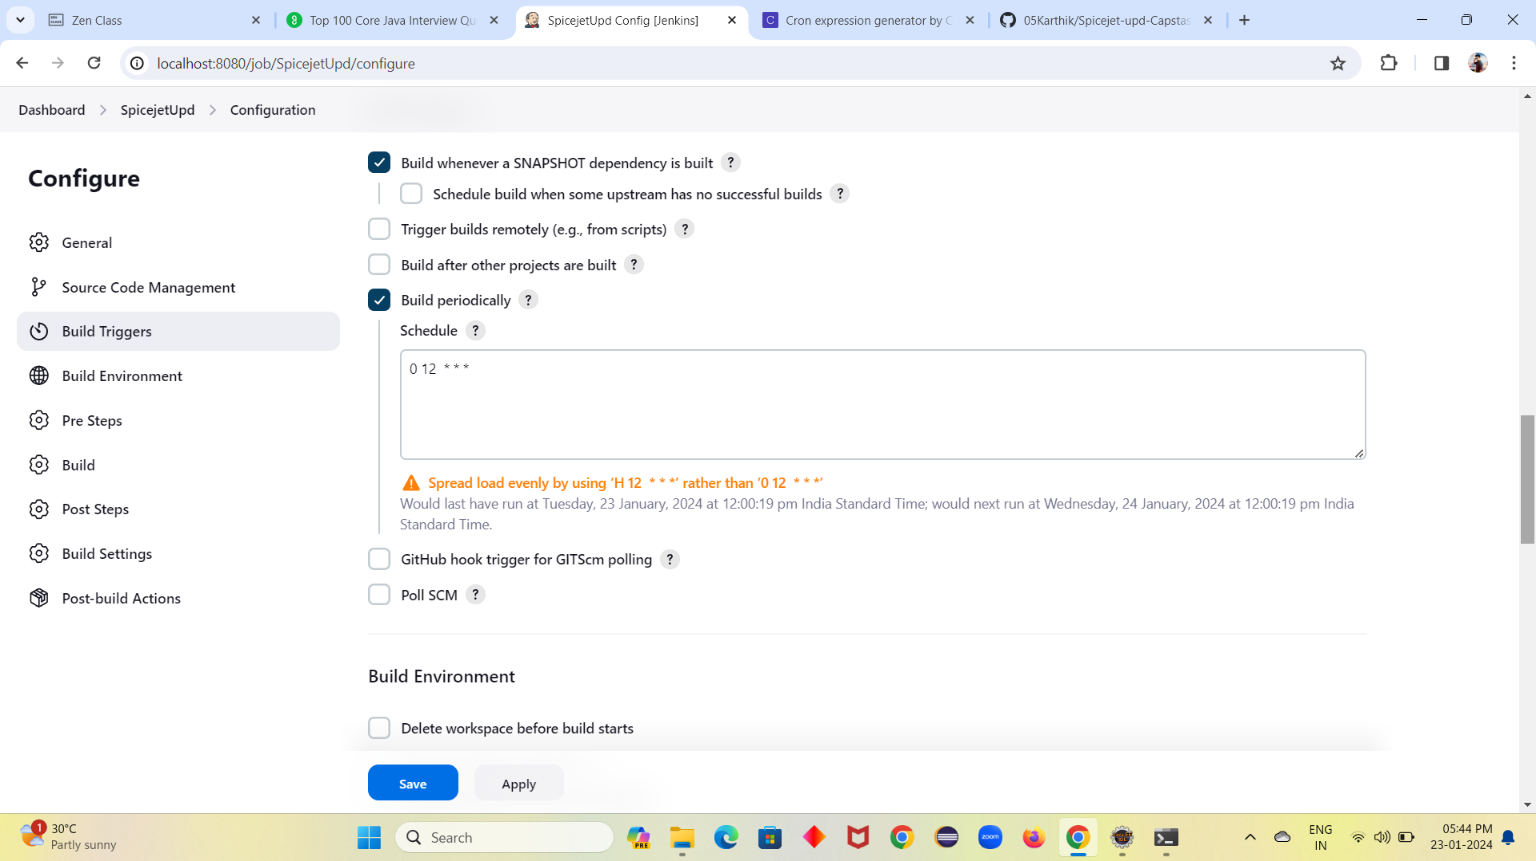 Zen Class
Top 100 Core Java Interview Qu
SpicejetUpd Config [Jenkins]
Cron expression generator by C
05Karthik/Spicejet-upd-Capsta
localhost:8080/job/SpicejetUpd/configure
Dashboard
SpicejetUpd
Configuration
Configure
General
Source Code Management
Build Triggers
Build Environment
Pre Steps
Build
Post Steps
Build Settings
Post-build Actions
Build whenever a SNAPSHOT dependency is built ?
Schedule build when some upstream has no successful builds ?
Trigger builds remotely (e.g., from scripts) ?
Build after other projects are built ?
Build periodically ?
Schedule ?
0 12 * * *
Spread load evenly by using ‘H 12 * * *’ rather than ‘0 12 * * *’
Would last have run at Tuesday, 23 January, 2024 at 12:00:19 pm India Standard Time; would next run at Wednesday, 24 January, 2024 at 12:00:19 pm India
Standard Time.
GitHub hook trigger for GITScm polling ?
Poll SCM ?
Build Environment
Delete workspace before build starts
Save
Apply
1
30°C
Partly sunny
Search
PRE
zoom
ENG
IN
05:44 PM
23-01-2024